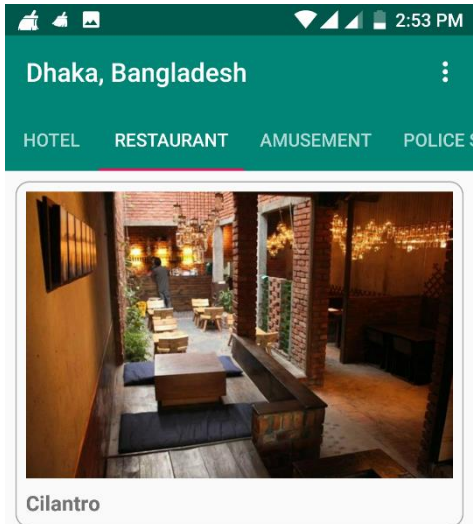 2:53 PM
Dhaka, Bangladesh
HOTEL RESTAURANT AMUSEMENT POLICE S
Cilantro